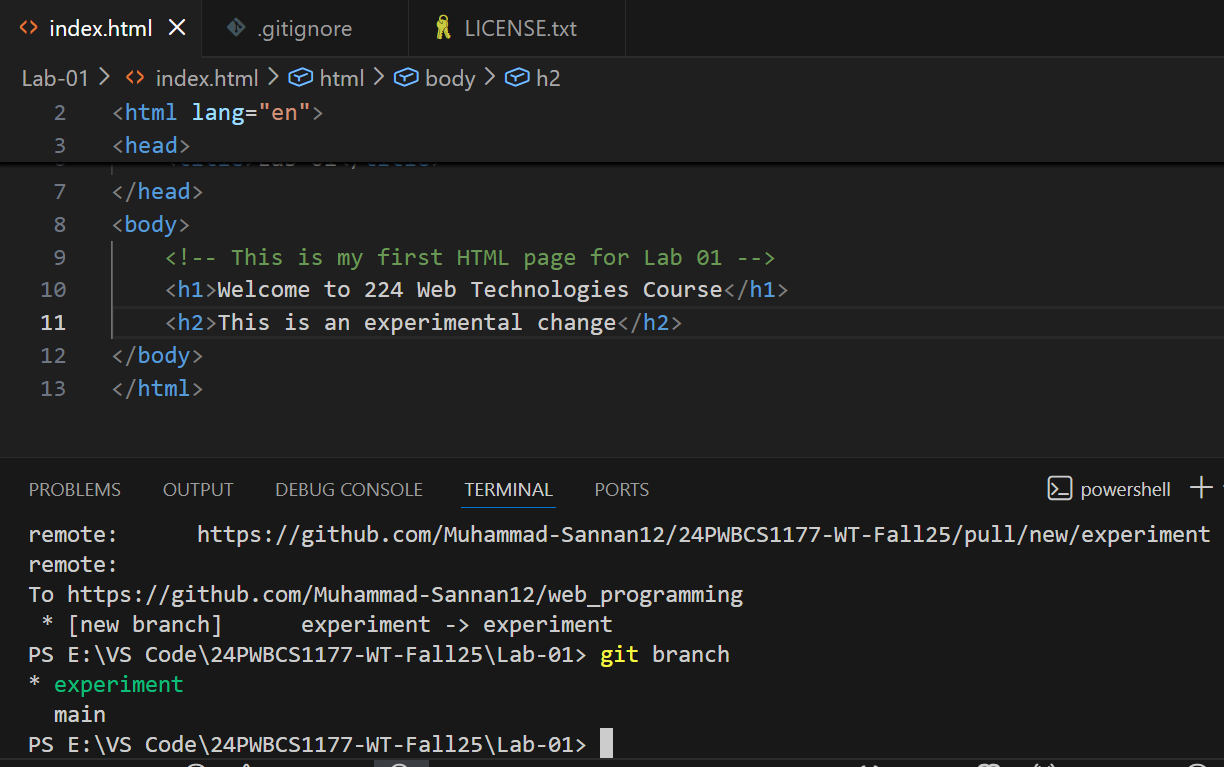 index.html
.gitignore
LICENSE.txt
Lab-01 > index.html > html > body > h2
2 <html lang="en">
3 <head>
7 </head>
8 <body>
9 <!-- This is my first HTML page for Lab 01 -->
10 <h1>Welcome to 224 Web Technologies Course</h1>
11 <h2>This is an experimental change</h2>
12 </body>
13 </html>
PROBLEMS OUTPUT DEBUG CONSOLE TERMINAL PORTS powershell
remote: https://github.com/Muhammad-Sannan12/24PWBCS1177-WT-Fall25/pull/new/experiment
remote:
To https://github.com/Muhammad-Sannan12/web_programming
* [new branch] experiment -> experiment
PS E:\VS Code\24PWBCS1177-WT-Fall25\Lab-01> git branch
* experiment
main
PS E:\VS Code\24PWBCS1177-WT-Fall25\Lab-01>